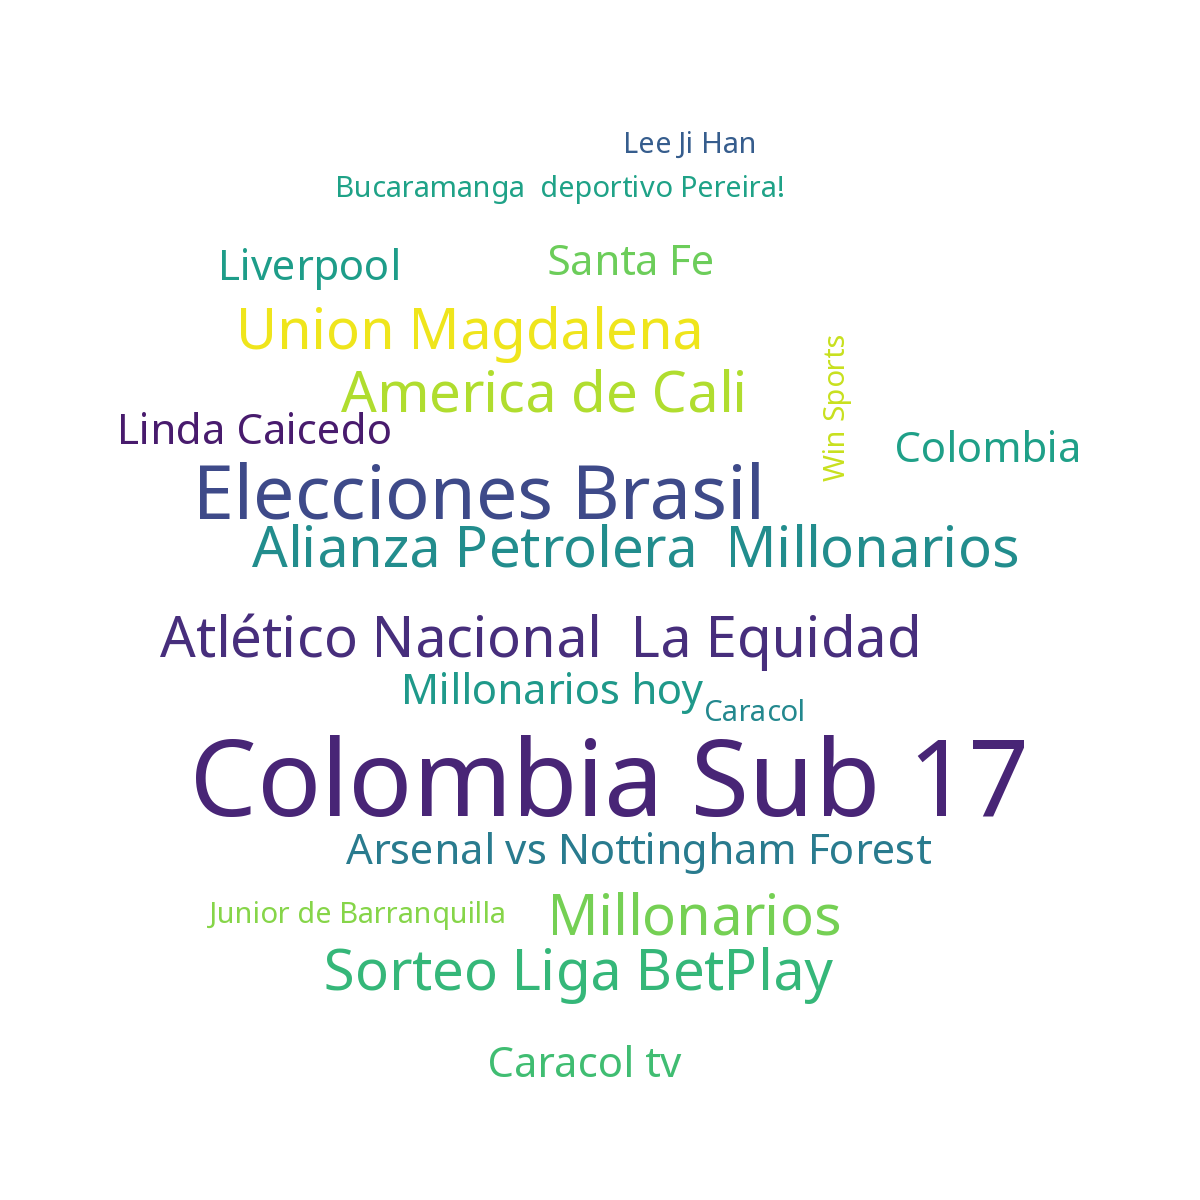 Lee Ji Han
Bucaramanga  deportivo Pereira!
Liverpool
Santa Fe
Union Magdalena
Win Sports
America de Cali
Linda Caicedo
Colombia
Elecciones Brasil
Alianza Petrolera  Millonarios
Atlético Nacional  La Equidad
Millonarios hoy
Caracol
Colombia Sub 17
Arsenal vs Nottingham Forest
Junior de Barranquilla
Millonarios
Sorteo Liga BetPlay
Caracol tv